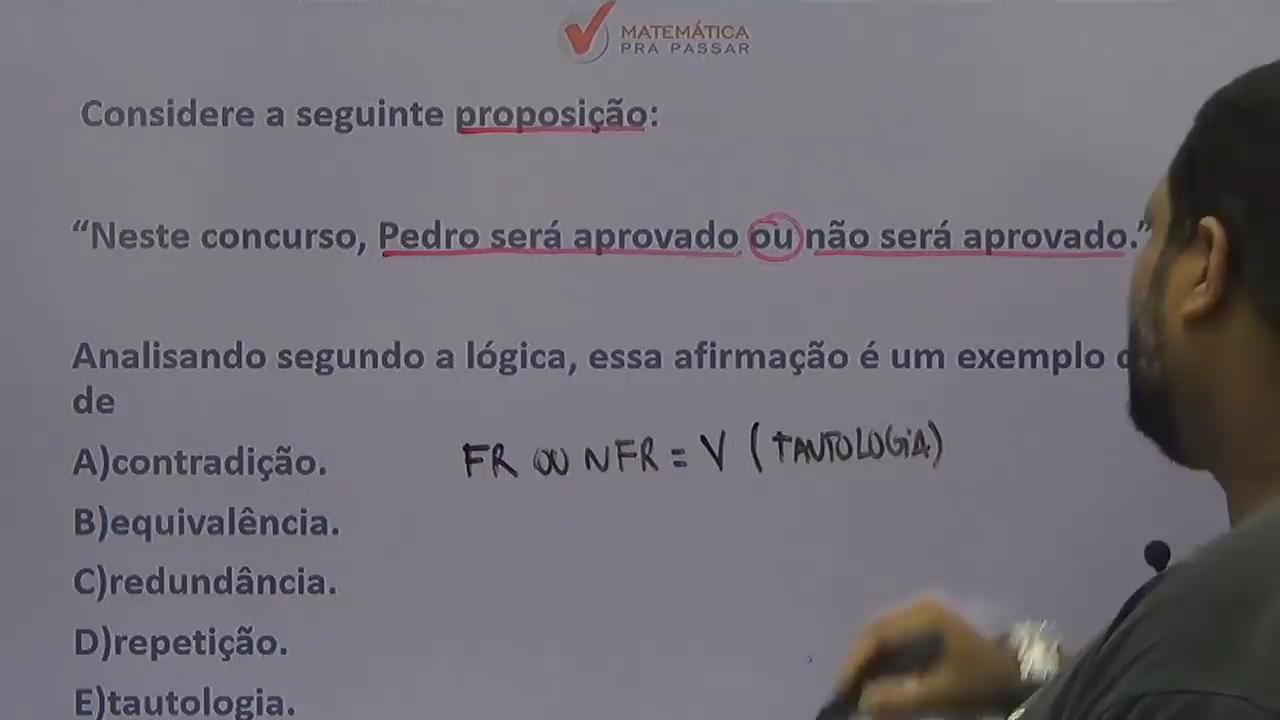 MATEMÁTICA
PRA PASSAR
Considere a seguinte proposição:
“Neste concurso, Pedro será aprovado ou não será aprovado.”
Analisando segundo a lógica, essa afirmação é um exemplo
de
A)contradição.
FR OU NFR = V (TAUTOLOGIA)
B)equivalência.
C)redundância.
D)repetição.
E)tautologia.